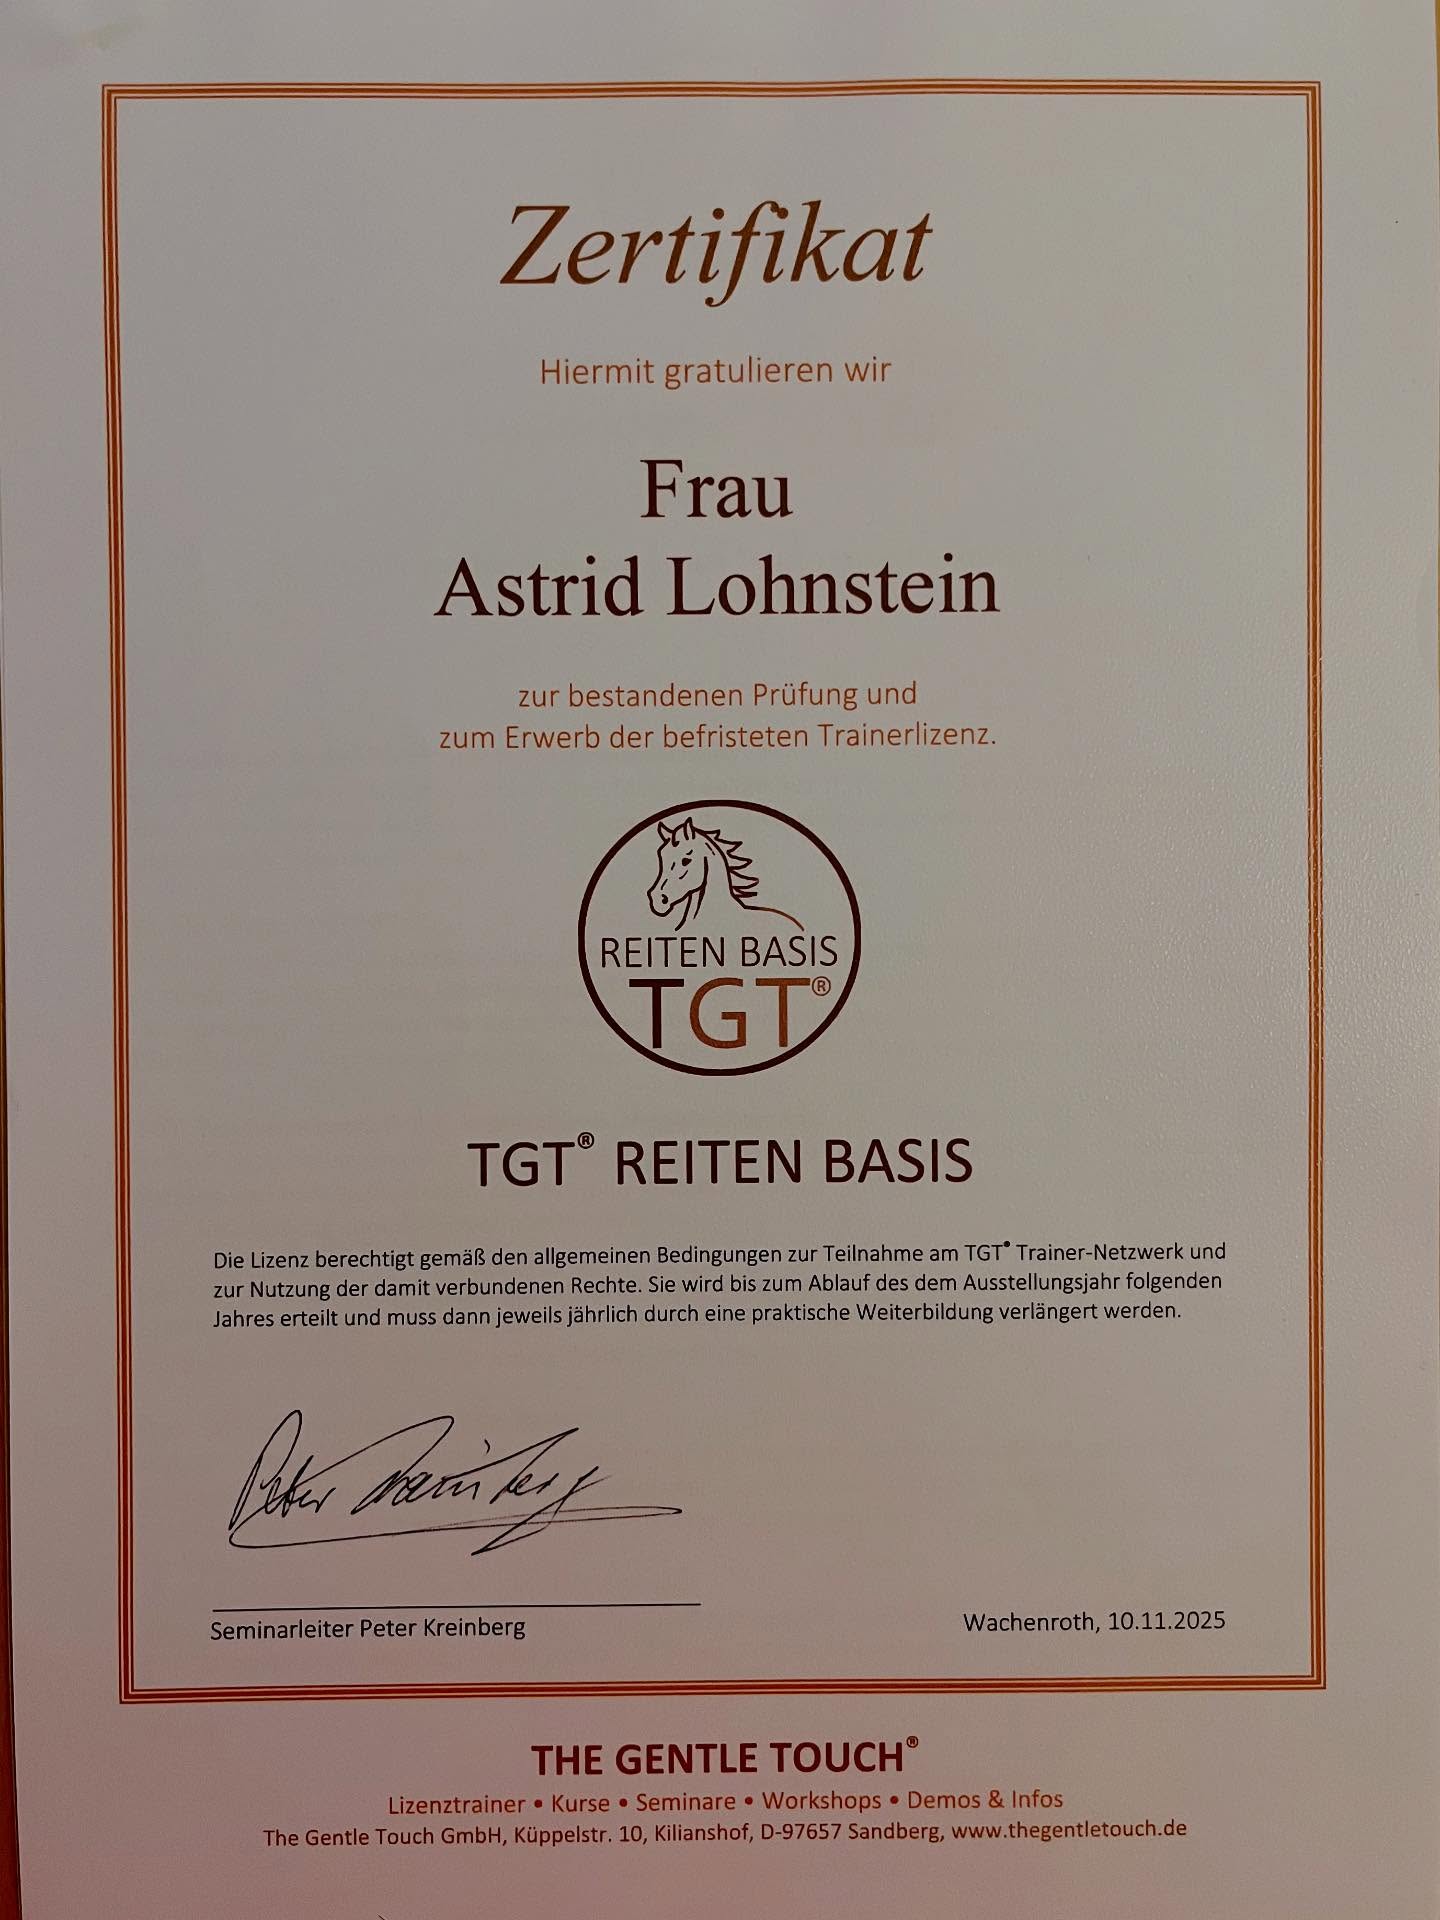 Zertifikat
Hiermit gratulieren wir
Frau
Astrid Lohnstein
zur bestandenen Prüfung und
zum Erwerb der befristeten Trainerlizenz.
REITEN BASIS
TGT®
TGT® REITEN BASIS
Die Lizenz berechtigt gemäß den allgemeinen Bedingungen zur Teilnahme am TGT® Trainer-Netzwerk und
zur Nutzung der damit verbundenen Rechte. Sie wird bis zum Ablauf des dem Ausstellungsjahr folgenden
Jahres erteilt und muss dann jeweils jährlich durch eine praktische Weiterbildung verlängert werden.
Peter Kreinberg
Seminarleiter Peter Kreinberg
Wachenroth, 10.11.2025
THE GENTLE TOUCH®
Lizenztrainer • Kurse • Seminare • Workshops • Demos & Infos
The Gentle Touch GmbH, Küppelstr. 10, Kilianshof, D-97657 Sandberg, www.thegentletouch.de